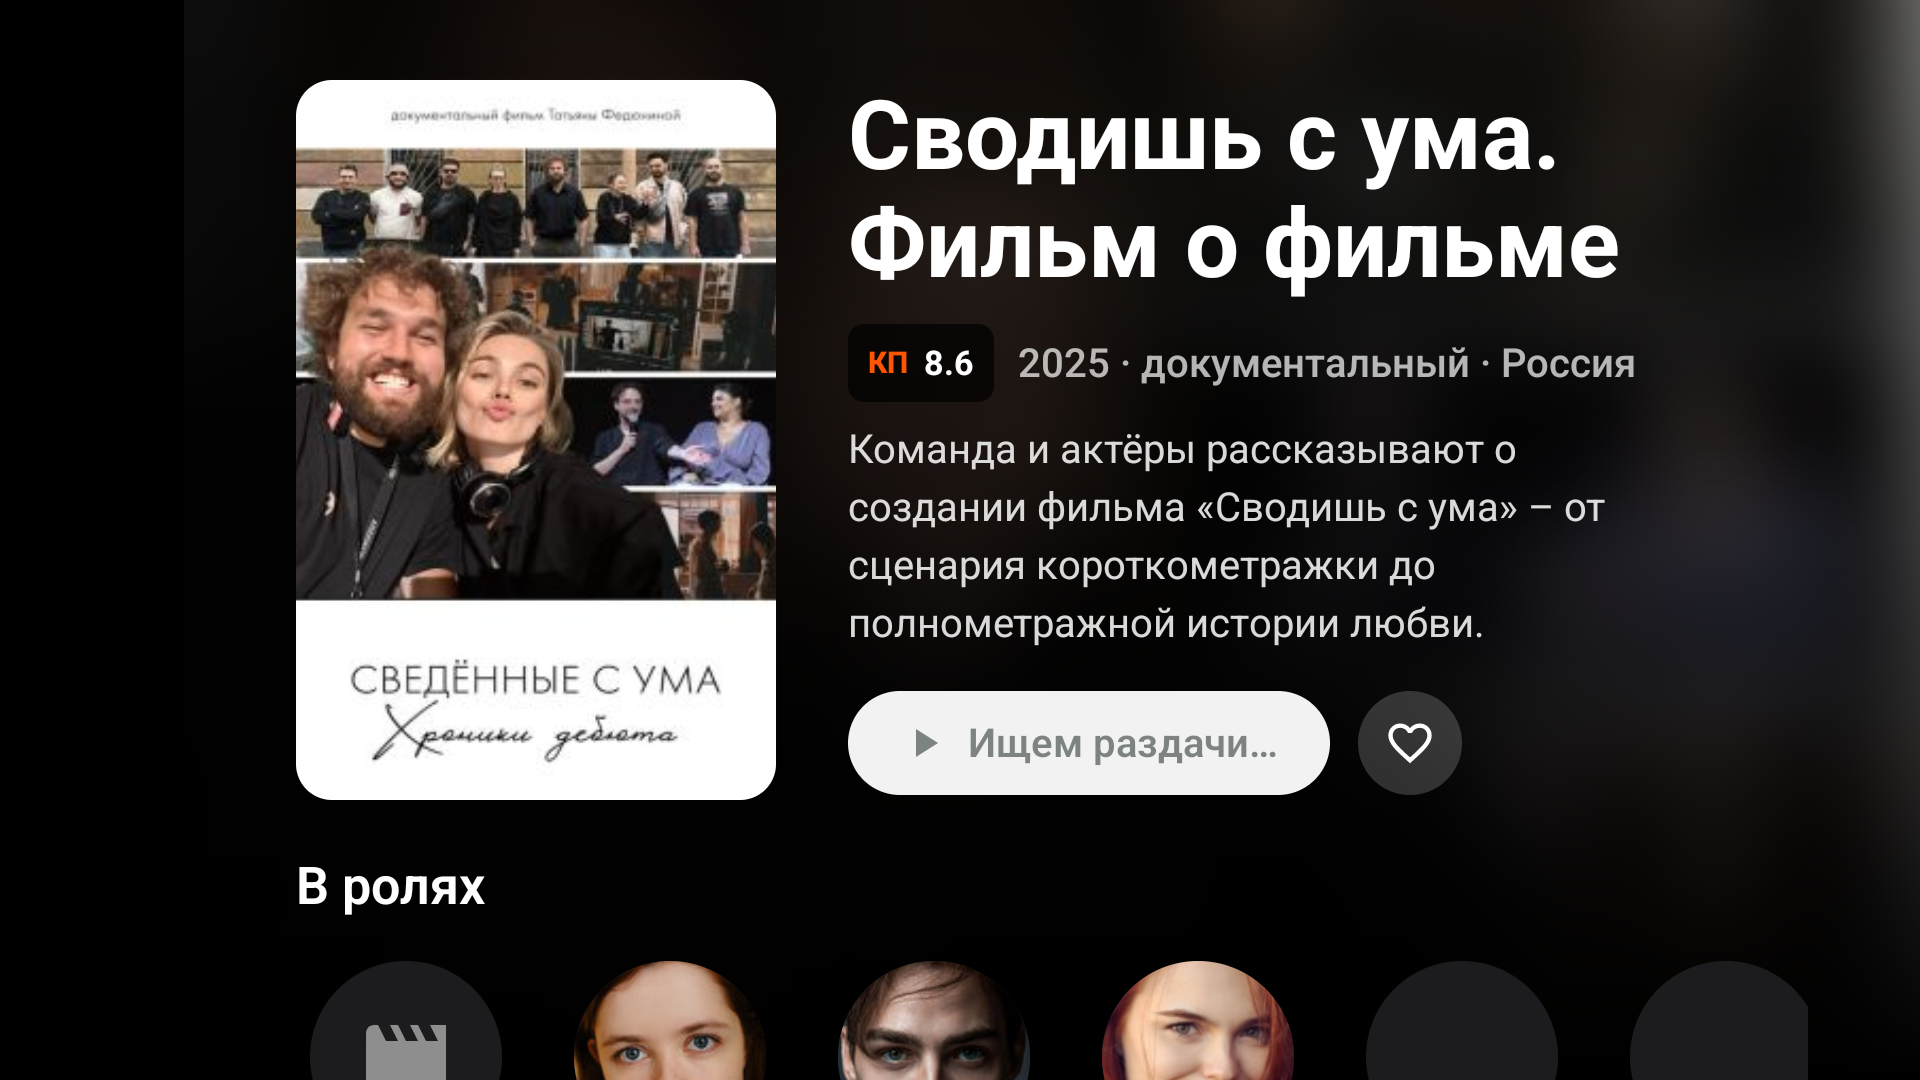 документальный фильм Татьяны Федюниной
СВЕДЁННЫЕ С УМА
Хроники дебюта
Сводишь с ума.
Фильм о фильме
КП 8.6
2025 · документальный · Россия
Команда и актёры рассказывают о
создании фильма «Сводишь с ума» – от
сценария короткометражки до
полнометражной истории любви.
Ищем раздачи...
В ролях